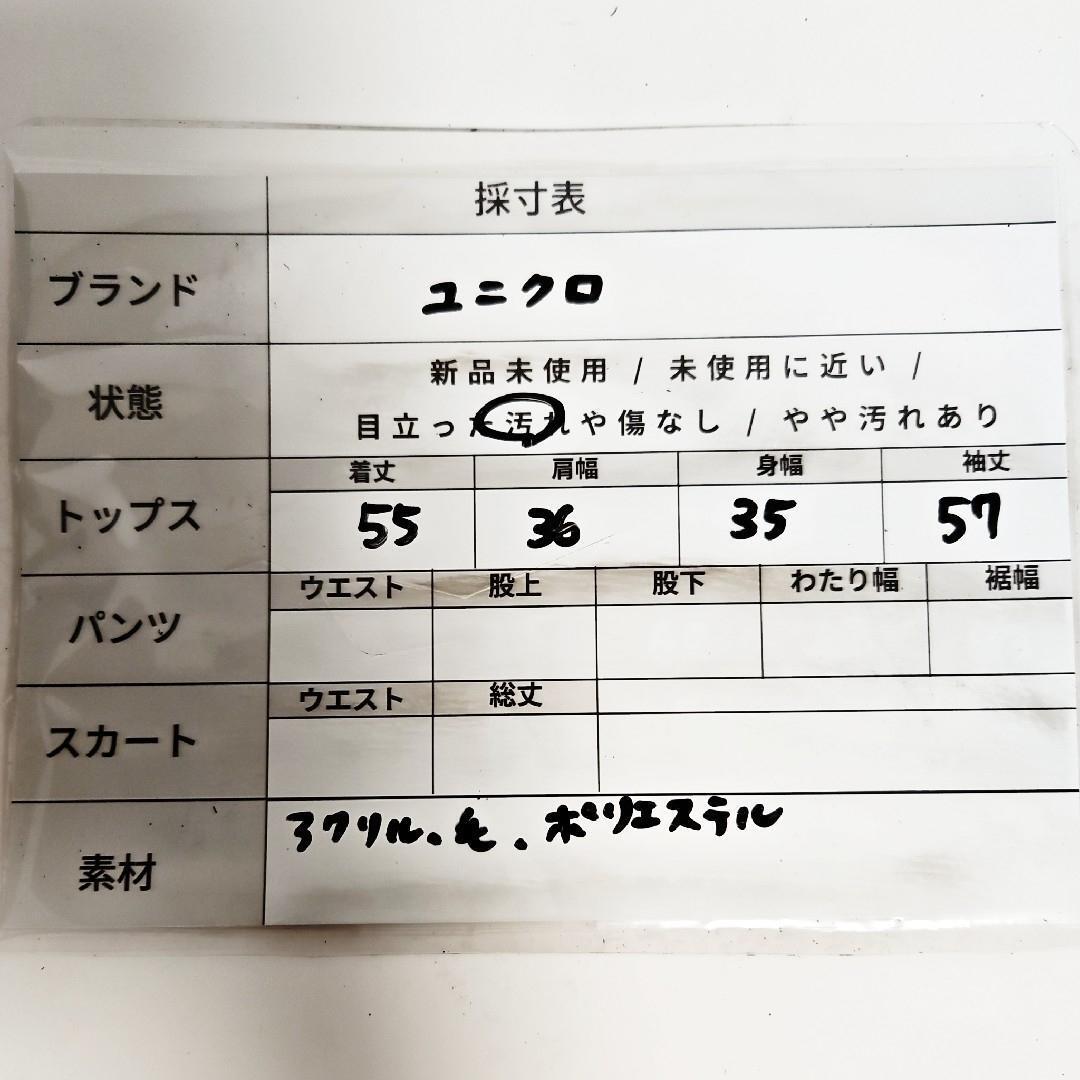 採寸表
ブランド ユニクロ
状態 新品未使用 / 未使用に近い /
目立った汚れや傷なし / やや汚れあり
着丈 肩幅 身幅 袖丈
トップス 55 36 35 57
ウエスト 股上 股下 わたり幅 裾幅
パンツ
ウエスト 総丈
スカート
アクリル、毛、ポリエステル
素材